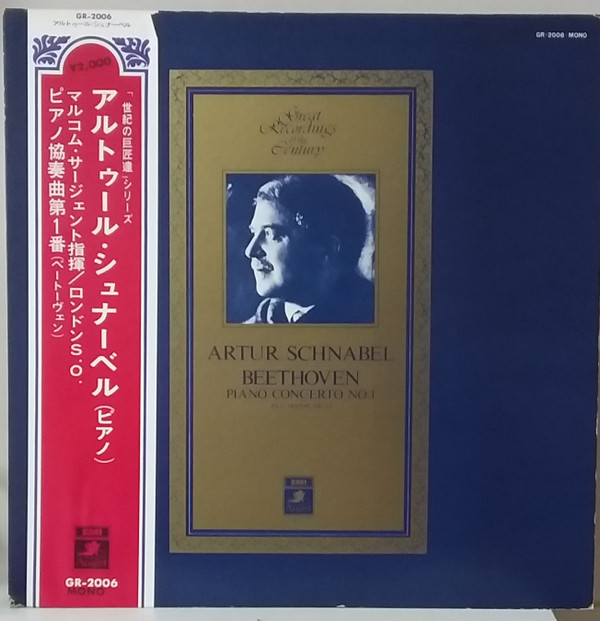 GR-2006
アルトゥール・シュナーベル
¥2,000
「世紀の巨匠達」シリーズ
アルトゥール・シュナーベル(ピアノ)
マルコム・サージェント指揮/ロンドンS.O.
ピアノ協奏曲第1番(ベートーヴェン)
EMI
Angel
GR-2006
MONO
GR-2006 MONO
Great
Recordings
of the
Century
ARTUR SCHNABEL
BEETHOVEN
PIANO CONCERTO NO.1
EMI
Angel